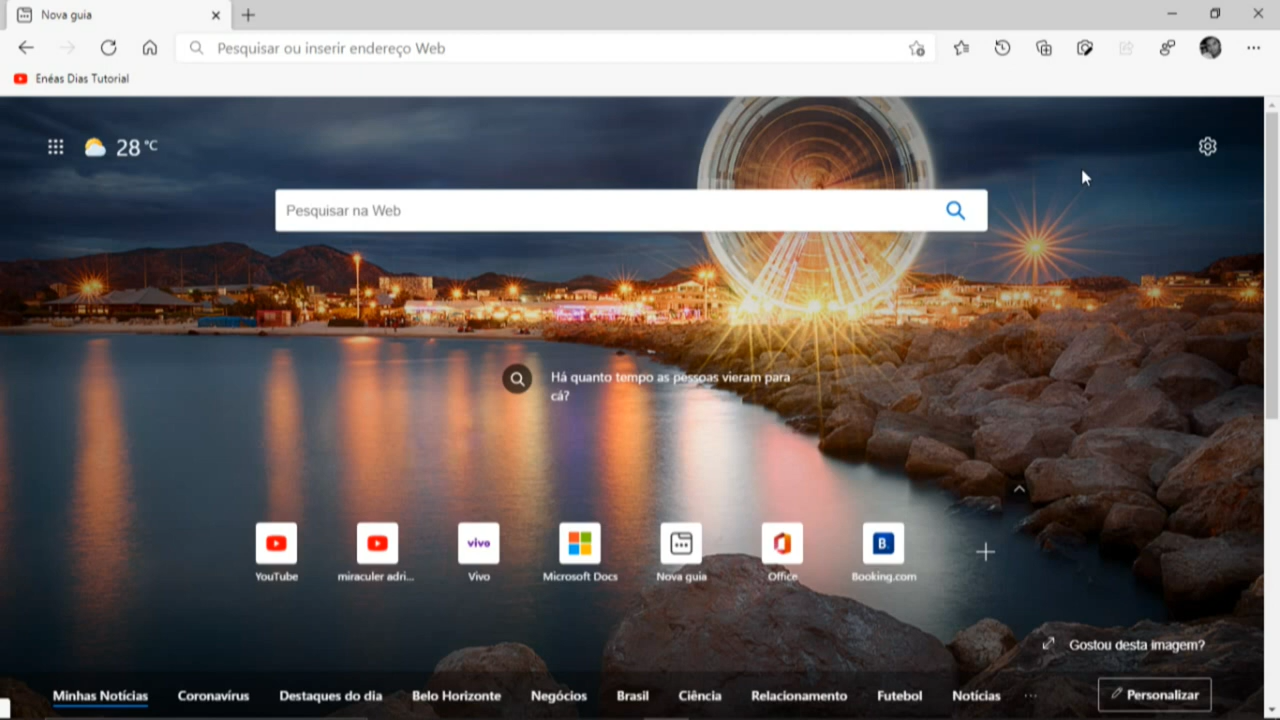 Nova guia
Pesquisar ou inserir endereço Web
Enéas Dias Tutorial
28 °C
Pesquisar na Web
Há quanto tempo as pessoas vieram para
cá?
vivo
B
YouTube
miraculer adri...
Vivo
Microsoft Docs
Nova guia
Office
Booking.com
Gostou desta imagem?
Minhas Notícias
Coronavírus
Destaques do dia
Belo Horizonte
Negócios
Brasil
Ciência
Relacionamento
Futebol
Notícias
...
Personalizar